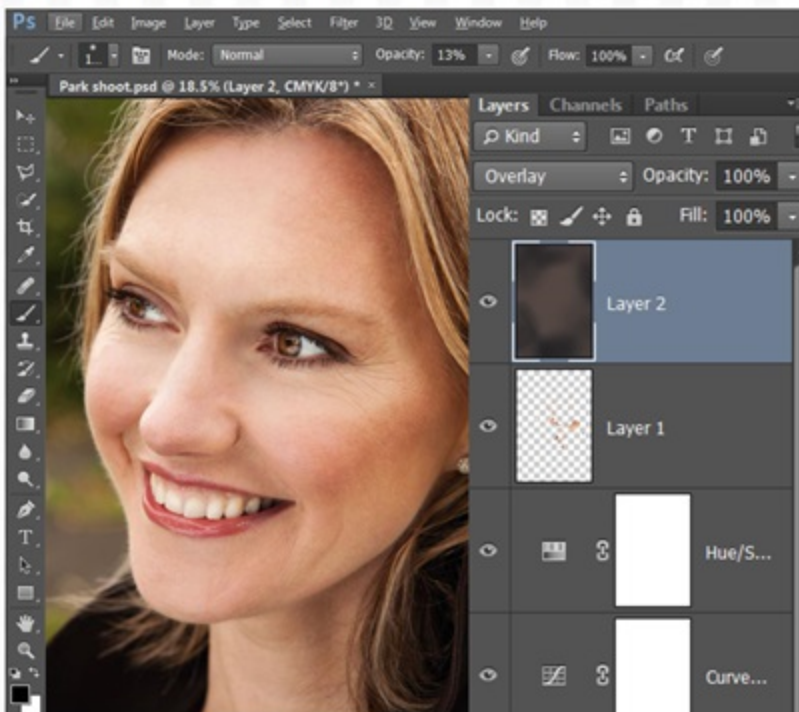 Ps File Edit Image Layer Type Select Filter 3D View Window Help
1... Mode: Normal Opacity: 13% Flow: 100%
Park shoot.psd @ 18.5% (Layer 2, CMYK/8*) * ×
Layers Channels Paths
Kind T
Overlay Opacity: 100%
Lock: Fill: 100%
Layer 2
Layer 1
Hue/S...
Curve...
T